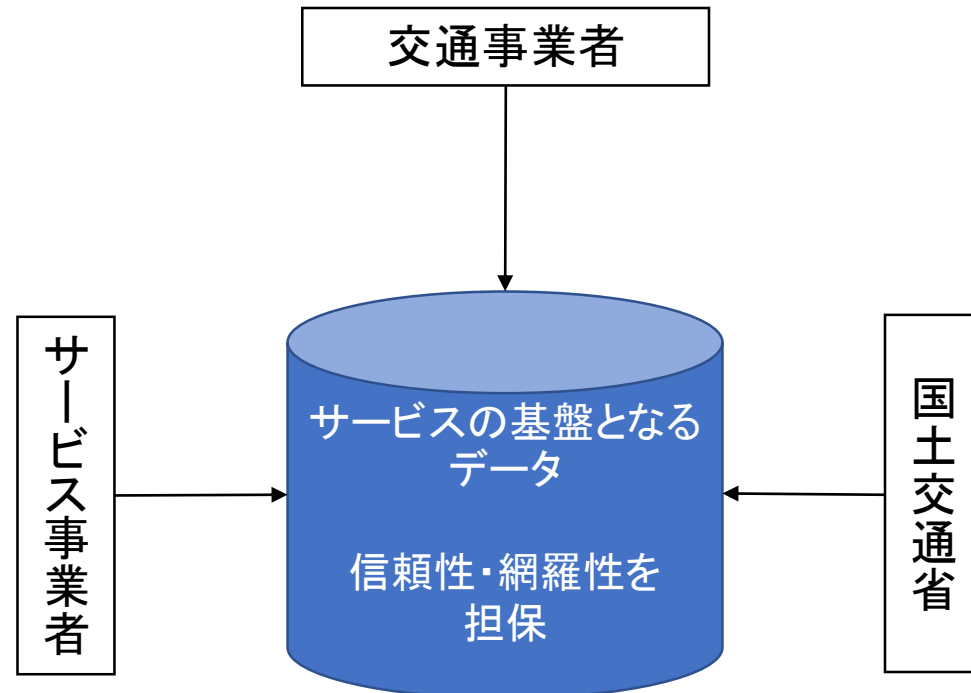 交通事業者
サービス事業者
サービスの基盤となる
データ
信頼性・網羅性を
担保
国土交通省